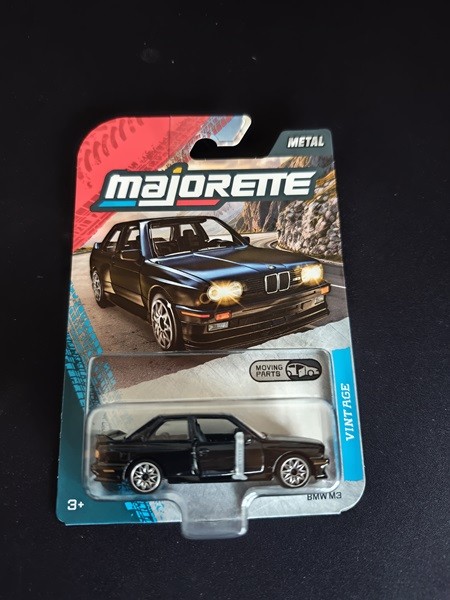 METAL
majorette
MOVING
PARTS
VINTAGE
BMW M3
3+